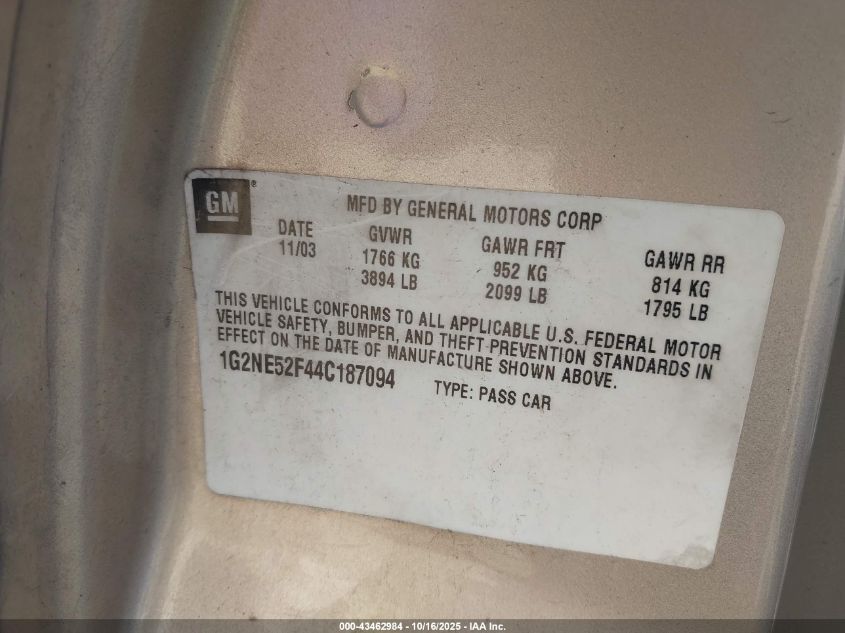 GM ®
MFD BY GENERAL MOTORS CORP
DATE GVWR GAWR FRT GAWR RR
11/03 1766 KG 952 KG 814 KG
3894 LB 2099 LB 1795 LB
THIS VEHICLE CONFORMS TO ALL APPLICABLE U.S. FEDERAL MOTOR
VEHICLE SAFETY, BUMPER, AND THEFT PREVENTION STANDARDS IN
EFFECT ON THE DATE OF MANUFACTURE SHOWN ABOVE.
1G2NE52F44C187094 TYPE: PASS CAR
000-43462984 - 10/16/2025 - IAA Inc.